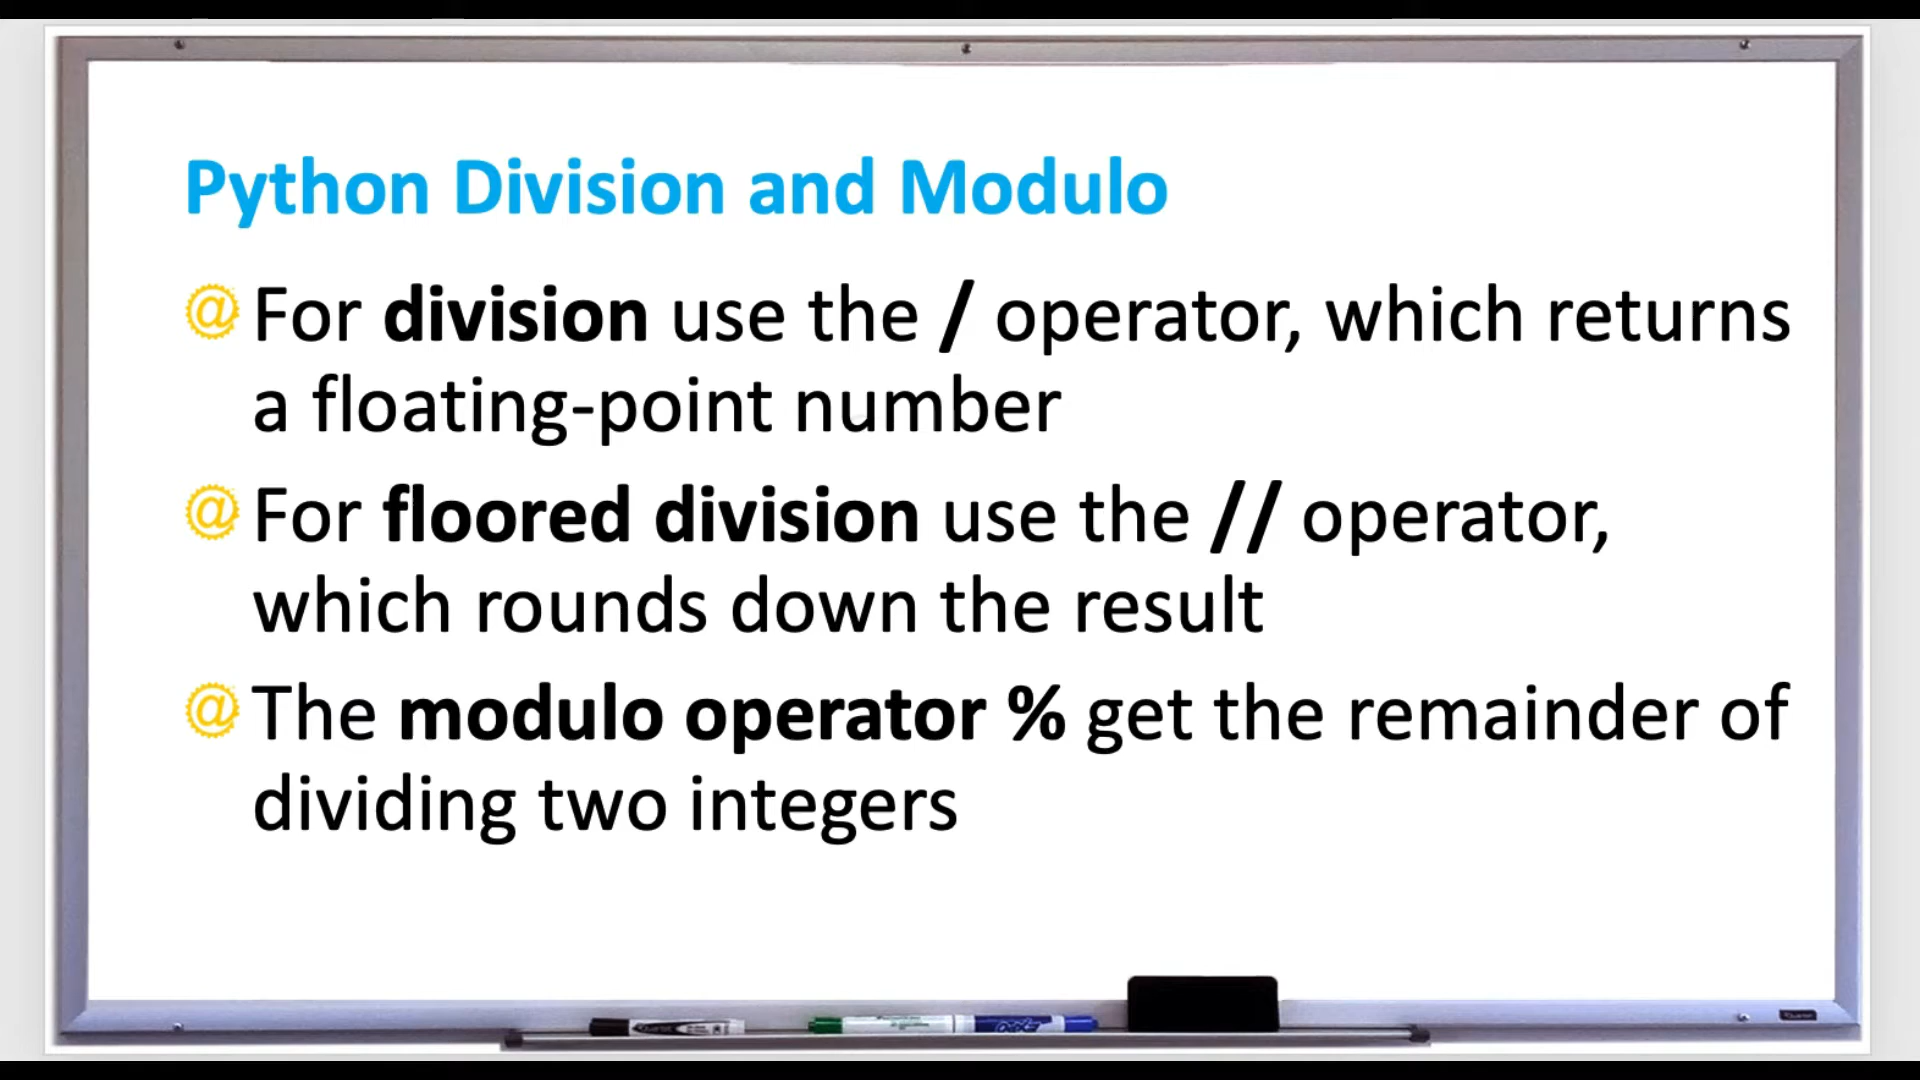 Python Division and Modulo
@ For division use the / operator, which returns
a floating-point number
@ For floored division use the // operator,
which rounds down the result
@ The modulo operator % get the remainder of
dividing two integers